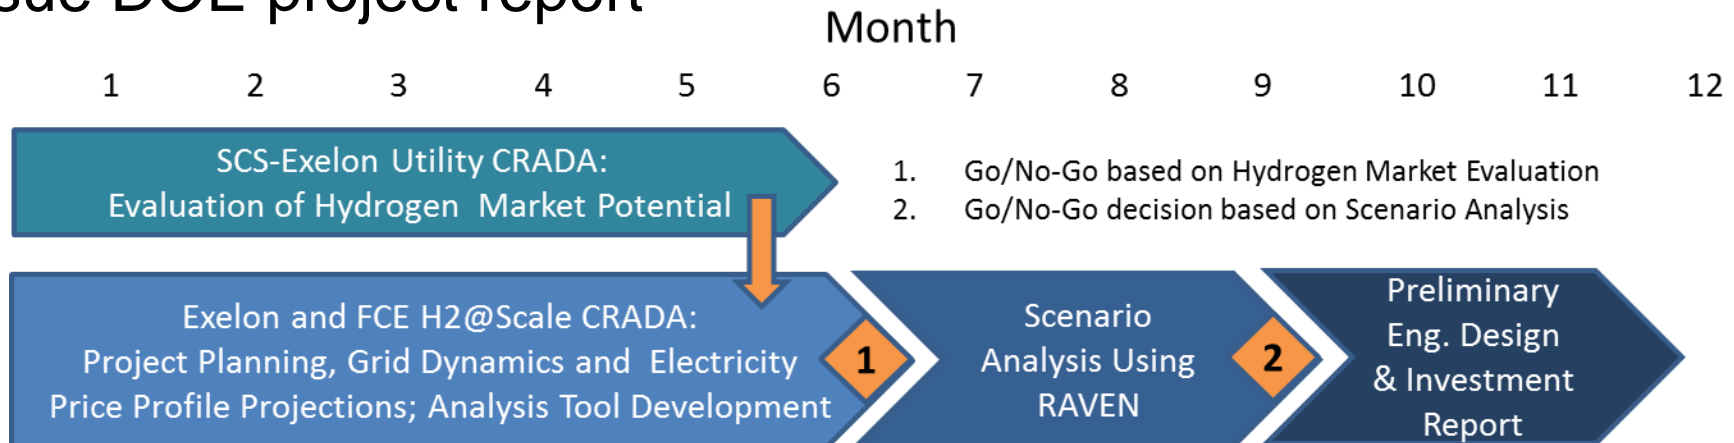 DOE project report
Month
1 2 3 4 5 6 7 8 9 10 11 12
SCS-Exelon Utility CRADA:
Evaluation of Hydrogen Market Potential
1. Go/No-Go based on Hydrogen Market Evaluation
2. Go/No-Go decision based on Scenario Analysis
Exelon and FCE H2@Scale CRADA:
Project Planning, Grid Dynamics and Electricity
Price Profile Projections; Analysis Tool Development
1
Scenario
Analysis Using
RAVEN
2
Preliminary
Eng. Design
& Investment
Report